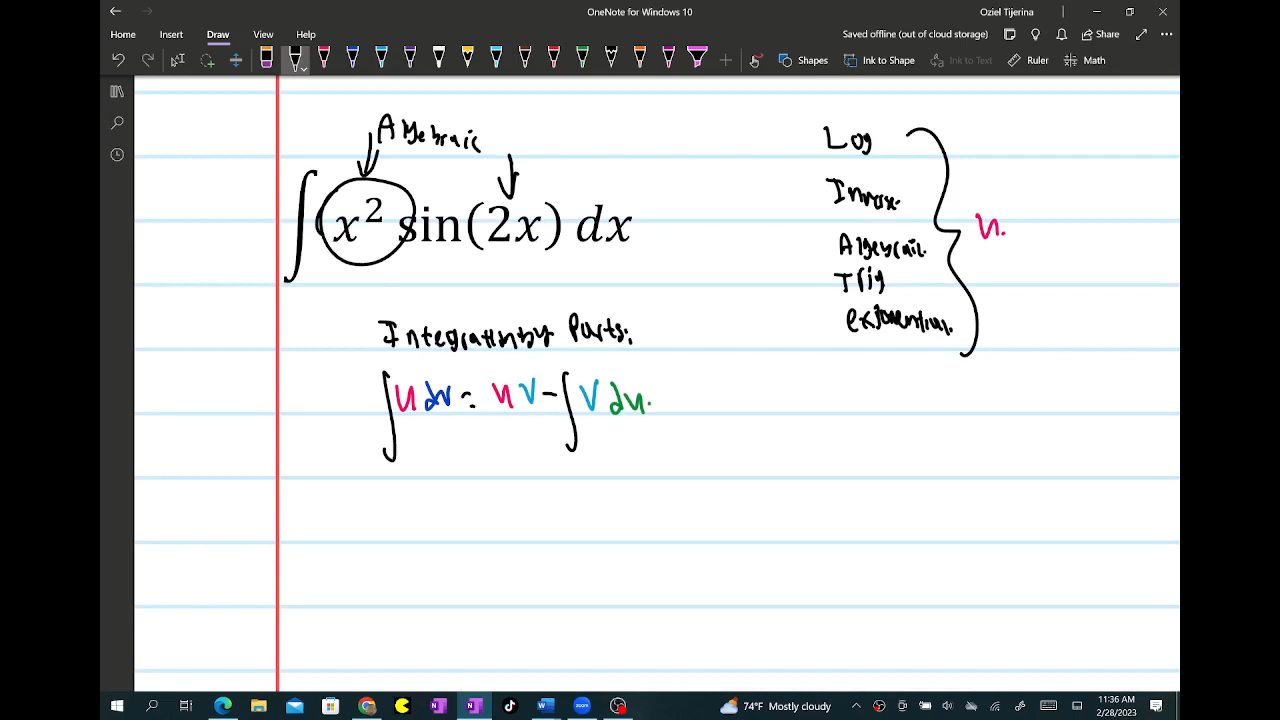 OneNote for Windows 10
Oziel Tijerina
Home Insert Draw View Help
Saved offline (out of cloud storage)
Share
Shapes Ink to Shape Ink to Text Ruler Math
Algebraic
∫ x² sin(2x) dx
Log
Algebraic
Trig
exponential.
u.
Integration by Parts:
∫ u dv = uv - ∫ v du.
74°F Mostly cloudy
11:36 AM
2/28/2023